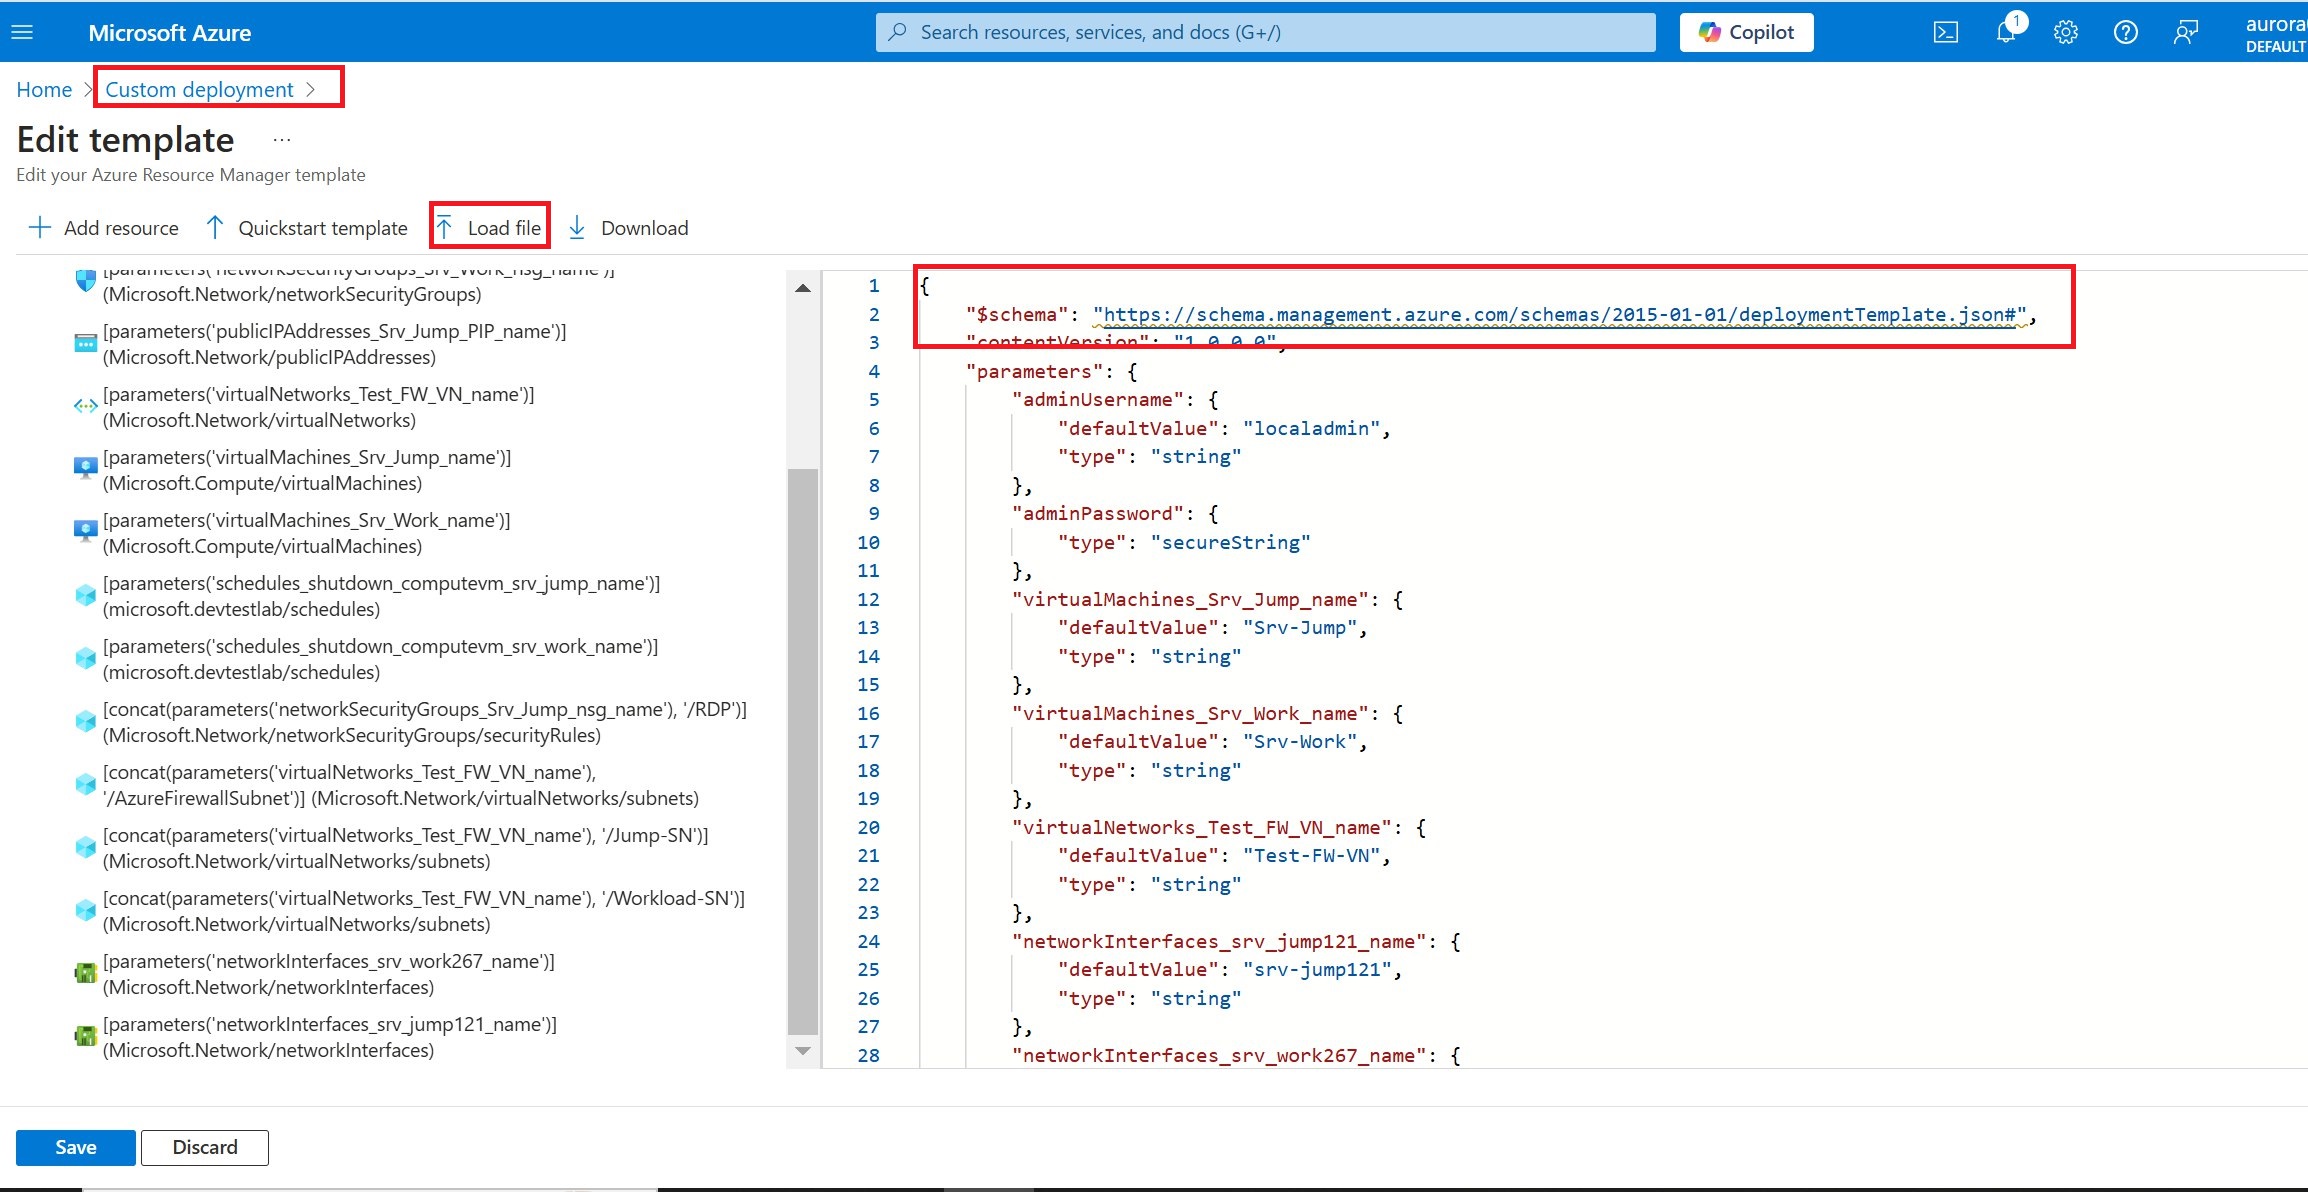 Microsoft Azure
Search resources, services, and docs (G+/)
Copilot
1
aurora
DEFAULT
Home > Custom deployment >
Edit template ...
Edit your Azure Resource Manager template
Add resource
Quickstart template
Load file
Download
[parameters('networkSecurityGroups_Srv_Work_nsg_name')]
(Microsoft.Network/networkSecurityGroups)
[parameters('publicIPAddresses_Srv_Jump_PIP_name')]
(Microsoft.Network/publicIPAddresses)
[parameters('virtualNetworks_Test_FW_VN_name')]
(Microsoft.Network/virtualNetworks)
[parameters('virtualMachines_Srv_Jump_name')]
(Microsoft.Compute/virtualMachines)
[parameters('virtualMachines_Srv_Work_name')]
(Microsoft.Compute/virtualMachines)
[parameters('schedules_shutdown_computevm_srv_jump_name')]
(microsoft.devtestlab/schedules)
[parameters('schedules_shutdown_computevm_srv_work_name')]
(microsoft.devtestlab/schedules)
[concat(parameters('networkSecurityGroups_Srv_Jump_nsg_name'), '/RDP')]
(Microsoft.Network/networkSecurityGroups/securityRules)
[concat(parameters('virtualNetworks_Test_FW_VN_name'),
'/AzureFirewallSubnet')] (Microsoft.Network/virtualNetworks/subnets)
[concat(parameters('virtualNetworks_Test_FW_VN_name'), '/Jump-SN')]
(Microsoft.Network/virtualNetworks/subnets)
[concat(parameters('virtualNetworks_Test_FW_VN_name'), '/Workload-SN')]
(Microsoft.Network/virtualNetworks/subnets)
[parameters('networkInterfaces_srv_work267_name')]
(Microsoft.Network/networkInterfaces)
[parameters('networkInterfaces_srv_jump121_name')]
(Microsoft.Network/networkInterfaces)
1 {
2 "$schema": "https://schema.management.azure.com/schemas/2015-01-01/deploymentTemplate.json#",
3 "contentVersion": "1.0.0.0",
4 "parameters": {
5 "adminUsername": {
6 "defaultValue": "localadmin",
7 "type": "string"
8 },
9 "adminPassword": {
10 "type": "secureString"
11 },
12 "virtualMachines_Srv_Jump_name": {
13 "defaultValue": "Srv-Jump",
14 "type": "string"
15 },
16 "virtualMachines_Srv_Work_name": {
17 "defaultValue": "Srv-Work",
18 "type": "string"
19 },
20 "virtualNetworks_Test_FW_VN_name": {
21 "defaultValue": "Test-FW-VN",
22 "type": "string"
23 },
24 "networkInterfaces_srv_jump121_name": {
25 "defaultValue": "srv-jump121",
26 "type": "string"
27 },
28 "networkInterfaces_srv_work267_name": {
Save
Discard